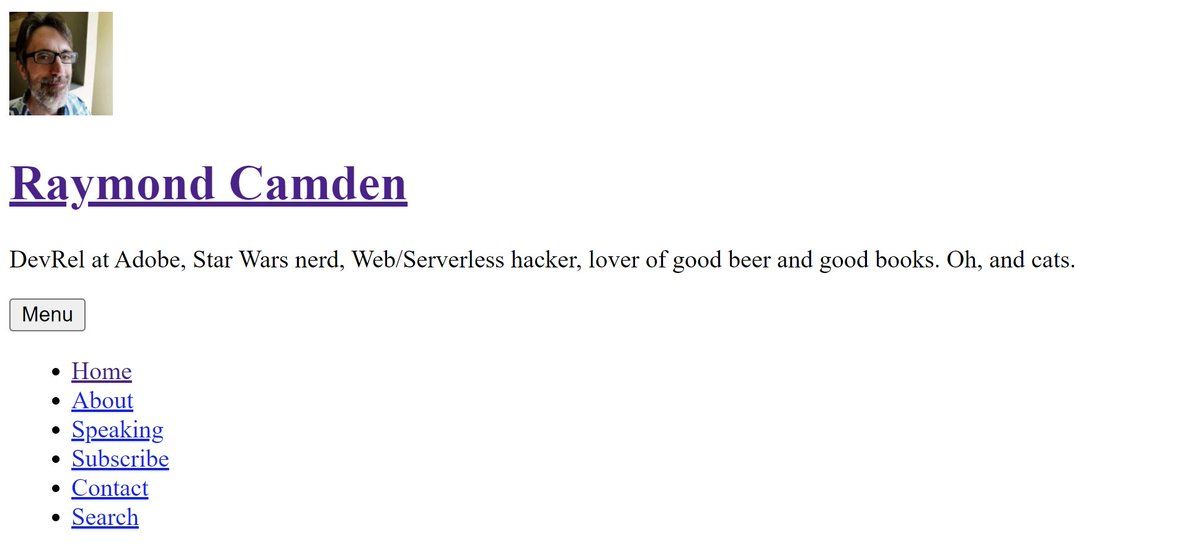 Raymond Camden
DevRel at Adobe, Star Wars nerd, Web/Serverless hacker, lover of good beer and good books. Oh, and cats.
Menu
Home
About
Speaking
Subscribe
Contact
Search